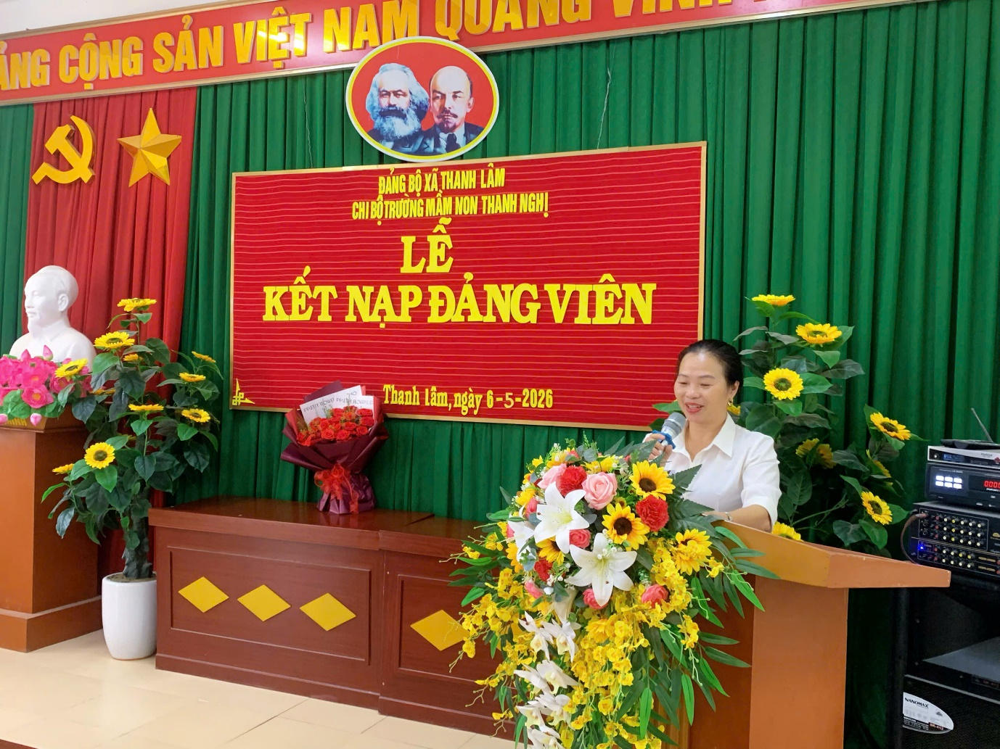 ẢNG CỘNG SẢN VIỆT NAM QUANG VINH
ĐẢNG BỘ XÃ THANH LÂM
CHI BỘ TRƯỜNG MẦM NON THANH NGHỊ
LỄ
KẾT NẠP ĐẢNG VIÊN
Thanh Lâm, ngày 6-5-2026
NANOMAX